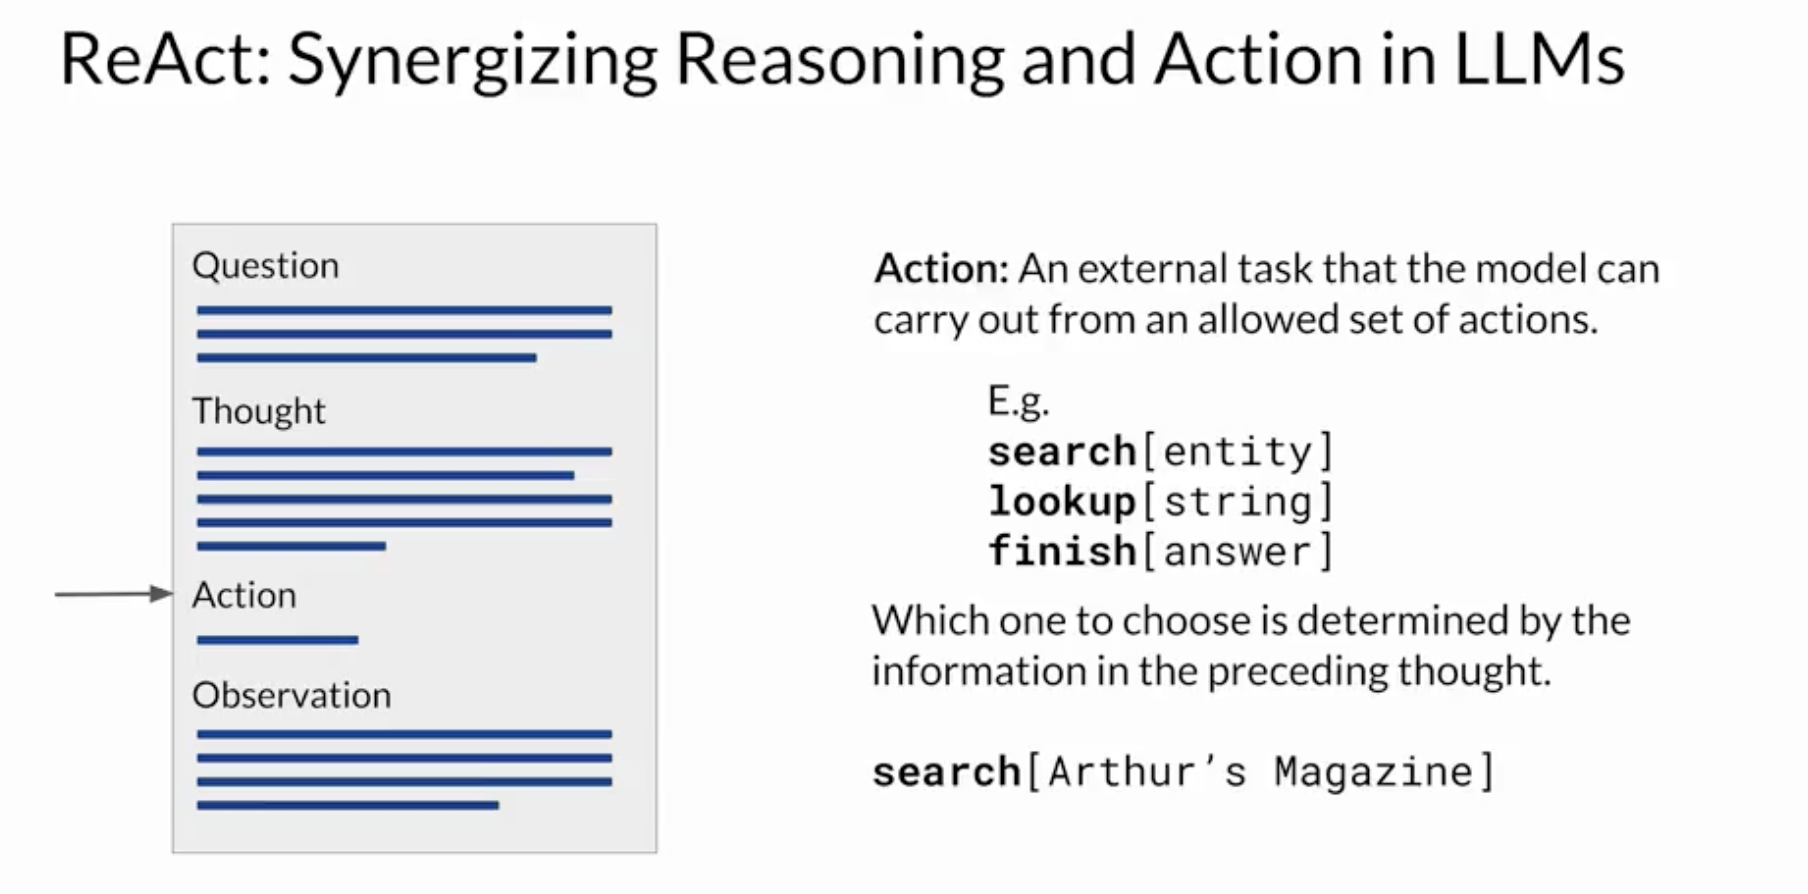 ReAct: Synergizing Reasoning and Action in LLMs
Question
Thought
Action
Observation
Action: An external task that the model can
carry out from an allowed set of actions.
E.g.
search[entity]
lookup[string]
finish[answer]
Which one to choose is determined by the
information in the preceding thought.
search[Arthur’s Magazine]